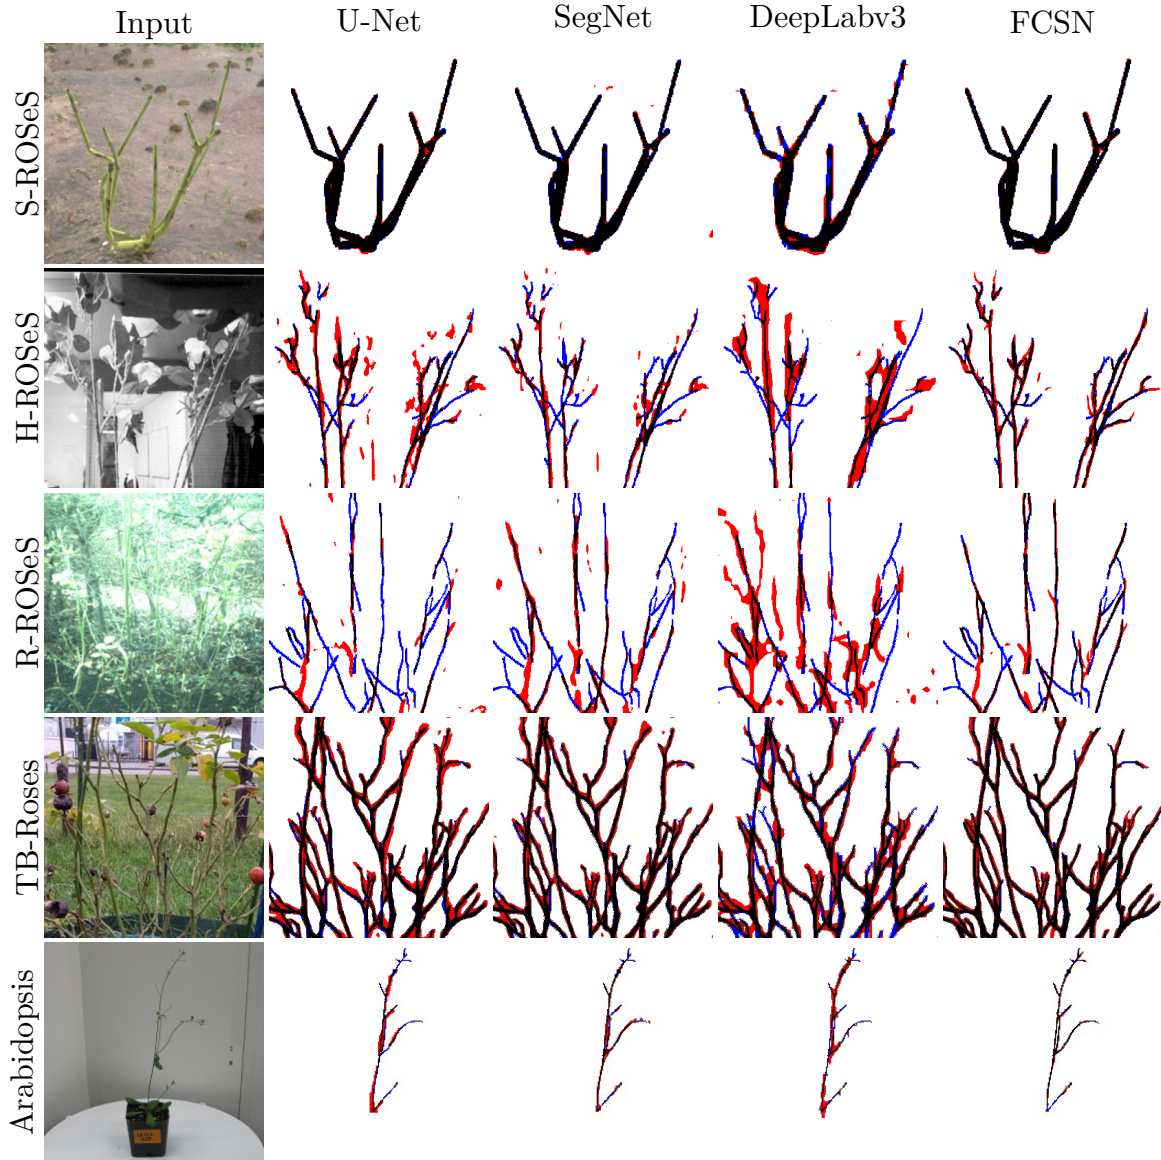 Input U-Net SegNet DeepLabv3 FCSN
S-ROSeS
H-ROSeS
R-ROSeS
TB-Roses
Arabidopsis